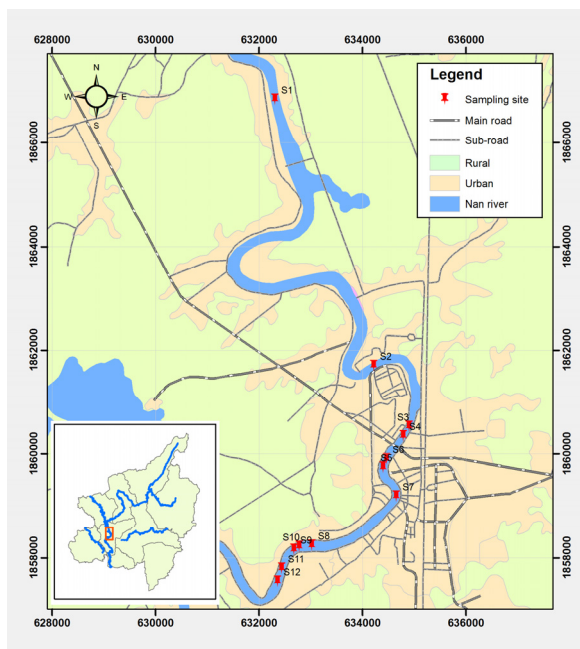 628000 630000 632000 634000 636000
N
W E
S
Legend
Sampling site
Main road
Sub-road
Rural
Urban
Nan river
1866000 1866000
1864000 1864000
1862000 1862000
1860000 1860000
1858000 1858000
S1
S2
S3
S4
S6
S5
S7
S10 S9 S8
S11
S12
628000 630000 632000 634000 636000